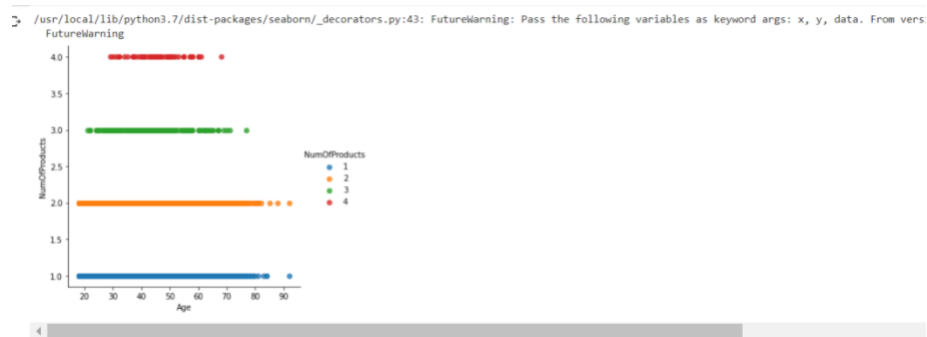 /usr/local/lib/python3.7/dist-packages/seaborn/_decorators.py:43: FutureWarning: Pass the following variables as keyword args: x, y, data. From vers
FutureWarning
4.0
3.5
3.0
2.5
2.0
1.5
1.0
NumOfProducts
NumOfProducts
1
2
3
4
20 30 40 50 60 70 80 90
Age